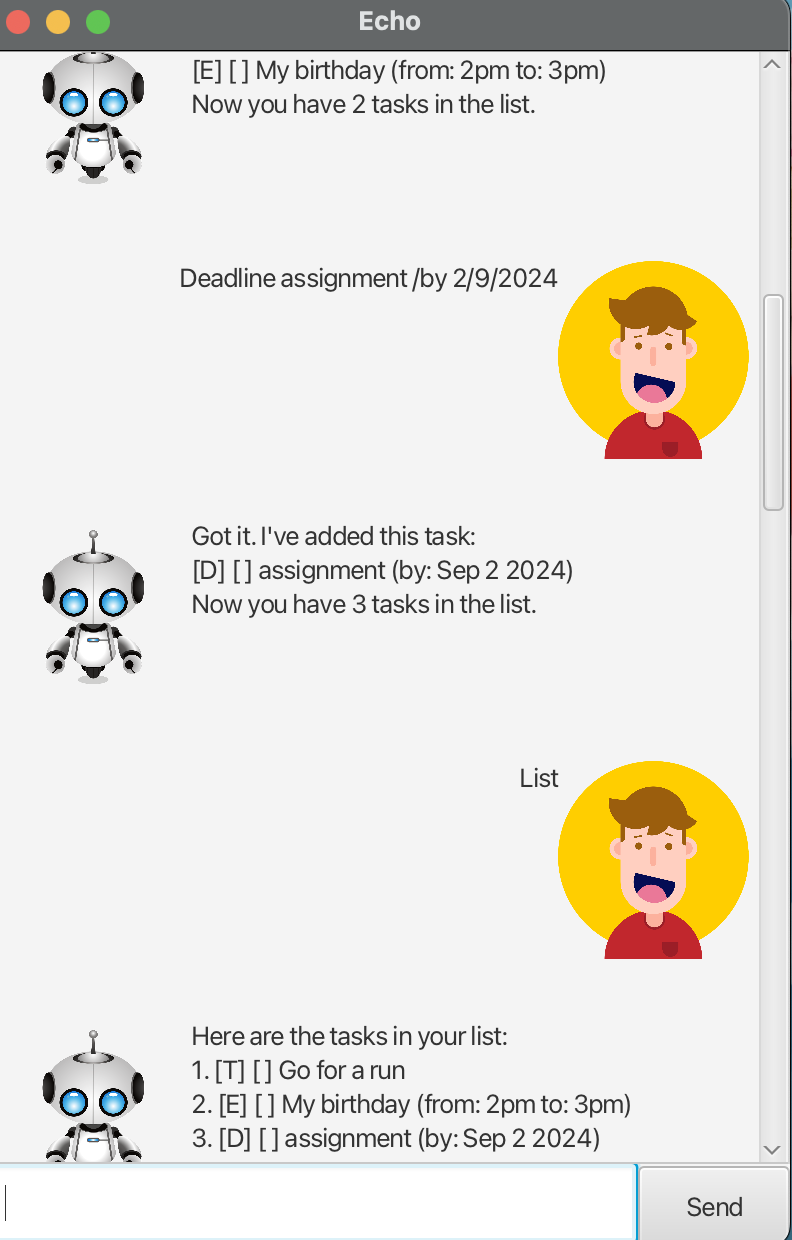 Echo
[E] [ ] My birthday (from: 2pm to: 3pm)
Now you have 2 tasks in the list.
Deadline assignment /by 2/9/2024
Got it. I've added this task:
[D] [ ] assignment (by: Sep 2 2024)
Now you have 3 tasks in the list.
List
Here are the tasks in your list:
1. [T] [ ] Go for a run
2. [E] [ ] My birthday (from: 2pm to: 3pm)
3. [D] [ ] assignment (by: Sep 2 2024)
Send